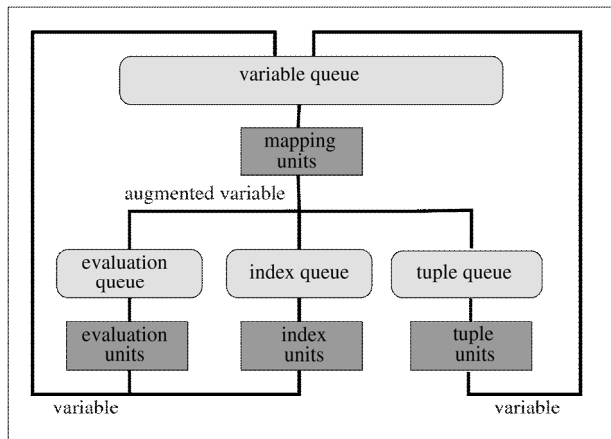 variable queue
mapping
units
augmented variable
evaluation
queue
index queue
tuple queue
evaluation
units
index
units
tuple
units
variable
variable